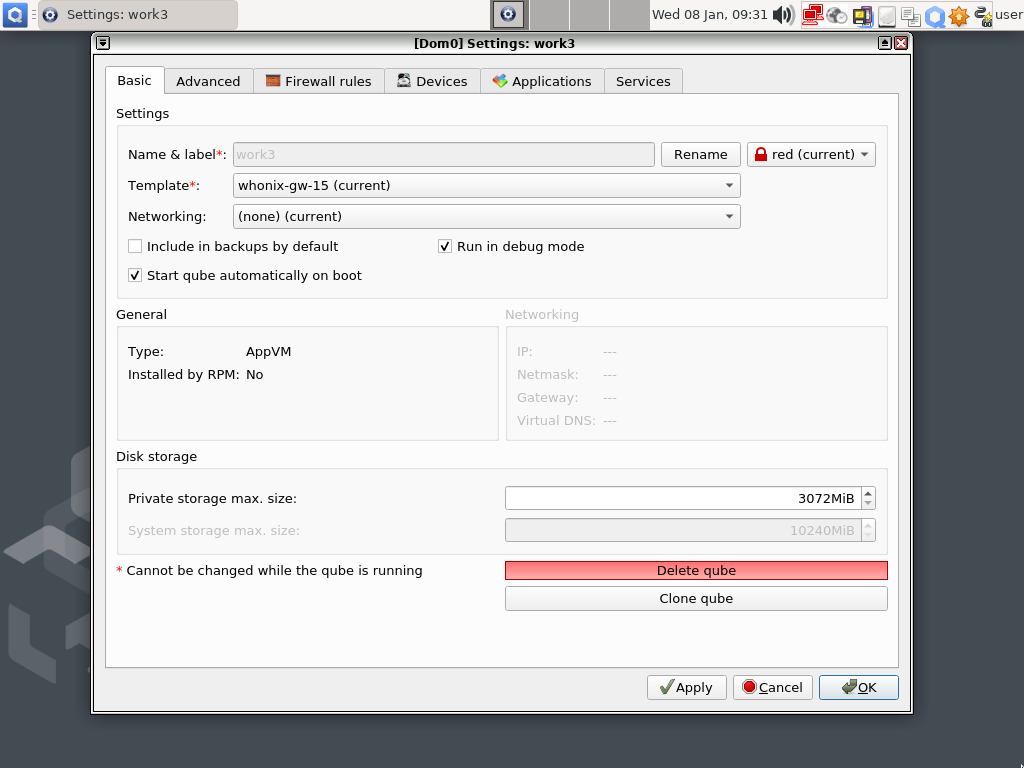 Settings: work3
Wed 08 Jan, 09:31
user
[Dom0] Settings: work3
Basic
Advanced
Firewall rules
Devices
Applications
Services
Settings
Name & label*:
work3
Rename
red (current)
Template*:
whonix-gw-15 (current)
Networking:
(none) (current)
Include in backups by default
Run in debug mode
Start qube automatically on boot
General
Networking
Type:
AppVM
IP:
---
Installed by RPM:
No
Netmask:
---
Gateway:
---
Virtual DNS:
---
Disk storage
Private storage max. size:
3072MiB
System storage max. size:
10240MiB
* Cannot be changed while the qube is running
Delete qube
Clone qube
Apply
Cancel
OK